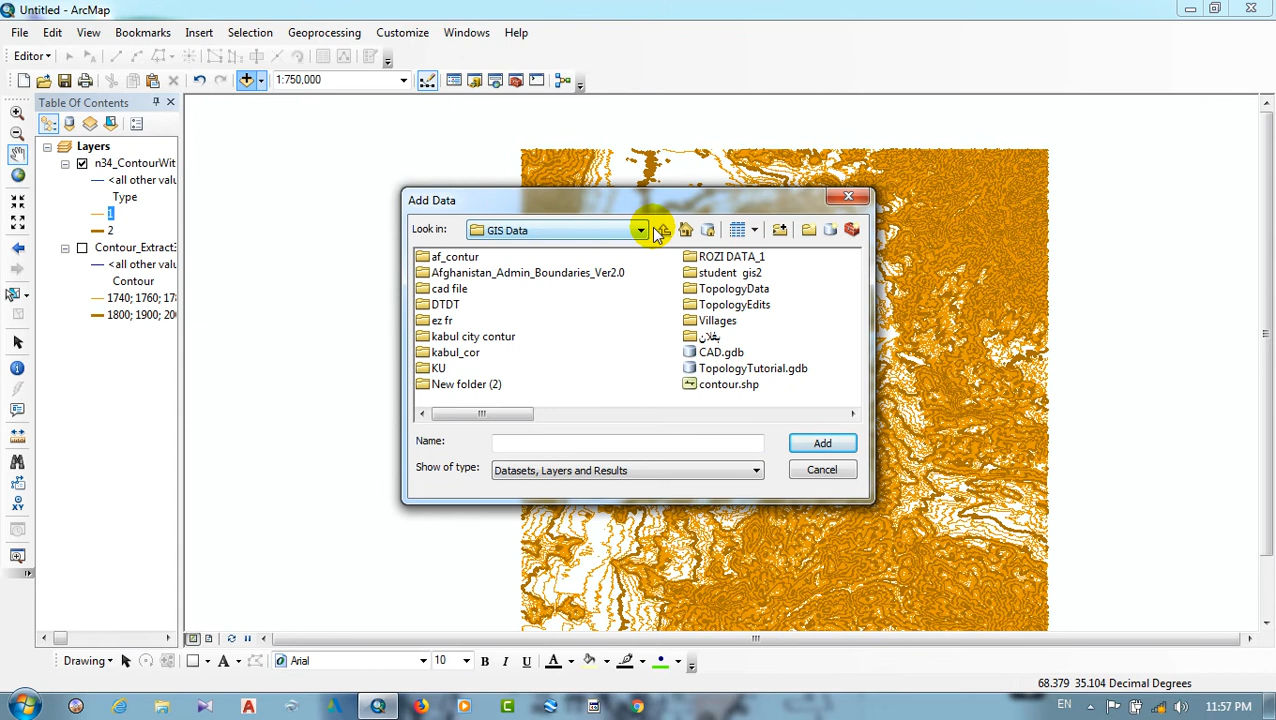 Untitled - ArcMap
File Edit View Bookmarks Insert Selection Geoprocessing Customize Windows Help
Editor
1:750,000
Table Of Contents
Layers
n34_ContourWit
<all other valu
Type
1
2
Contour_Extract
<all other valu
Contour
1740; 1760; 17
1800; 1900; 20
Add Data
Look in: GIS Data
af_contur
Afghanistan_Admin_Boundaries_Ver2.0
cad file
DTDT
ez fr
kabul city contur
kabul_cor
KU
New folder (2)
ROZI DATA_1
student gis2
TopologyData
TopologyEdits
Villages
بغلان
CAD.gdb
TopologyTutorial.gdb
contour.shp
Name:
Add
Show of type: Datasets, Layers and Results
Cancel
XY
Drawing A Arial 10 B I U A
68.379 35.104 Decimal Degrees
EN 11:57 PM